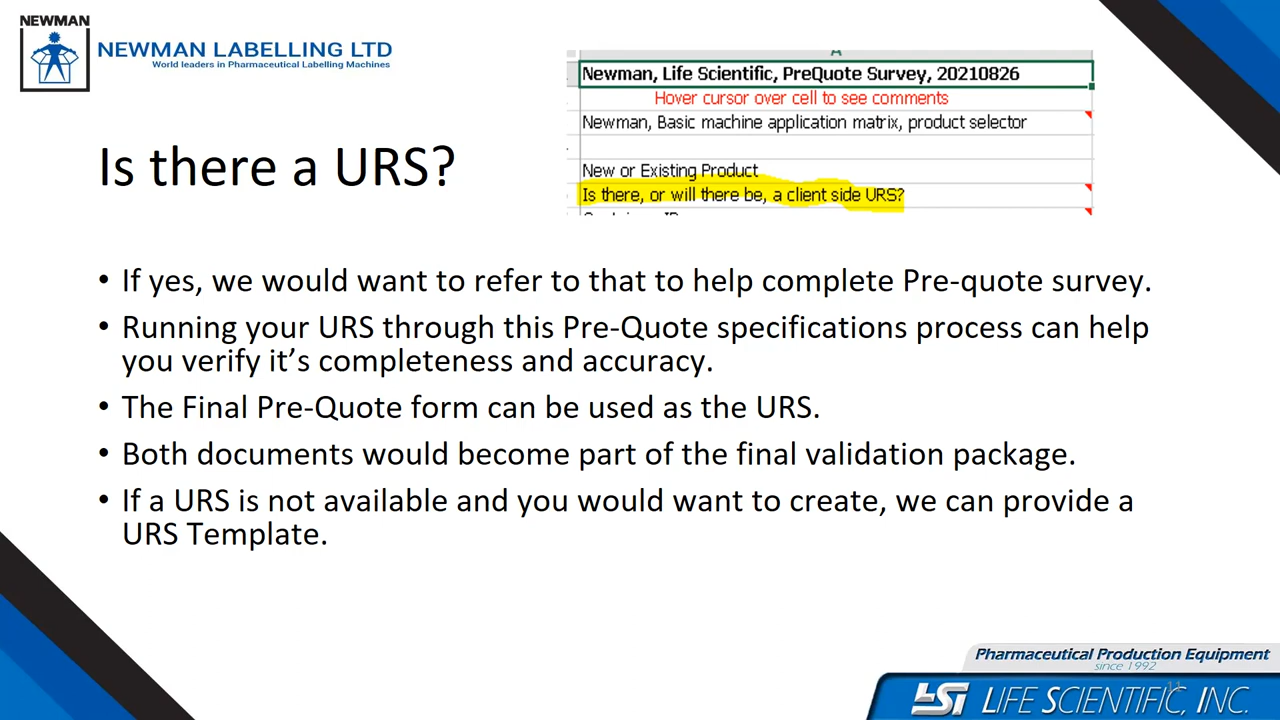 NEWMAN
NEWMAN LABELLING LTD
World leaders in Pharmaceutical Labelling Machines
A
Newman, Life Scientific, PreQuote Survey, 20210826
Hover cursor over cell to see comments
Newman, Basic machine application matrix, product selector
New or Existing Product
Is there, or will there be, a client side URS?
Is there a URS?
• If yes, we would want to refer to that to help complete Pre-quote survey.
• Running your URS through this Pre-Quote specifications process can help
you verify it’s completeness and accuracy.
• The Final Pre-Quote form can be used as the URS.
• Both documents would become part of the final validation package.
• If a URS is not available and you would want to create, we can provide a
URS Template.
Pharmaceutical Production Equipment
since 1992
11
LSI LIFE SCIENTIFIC, INC.